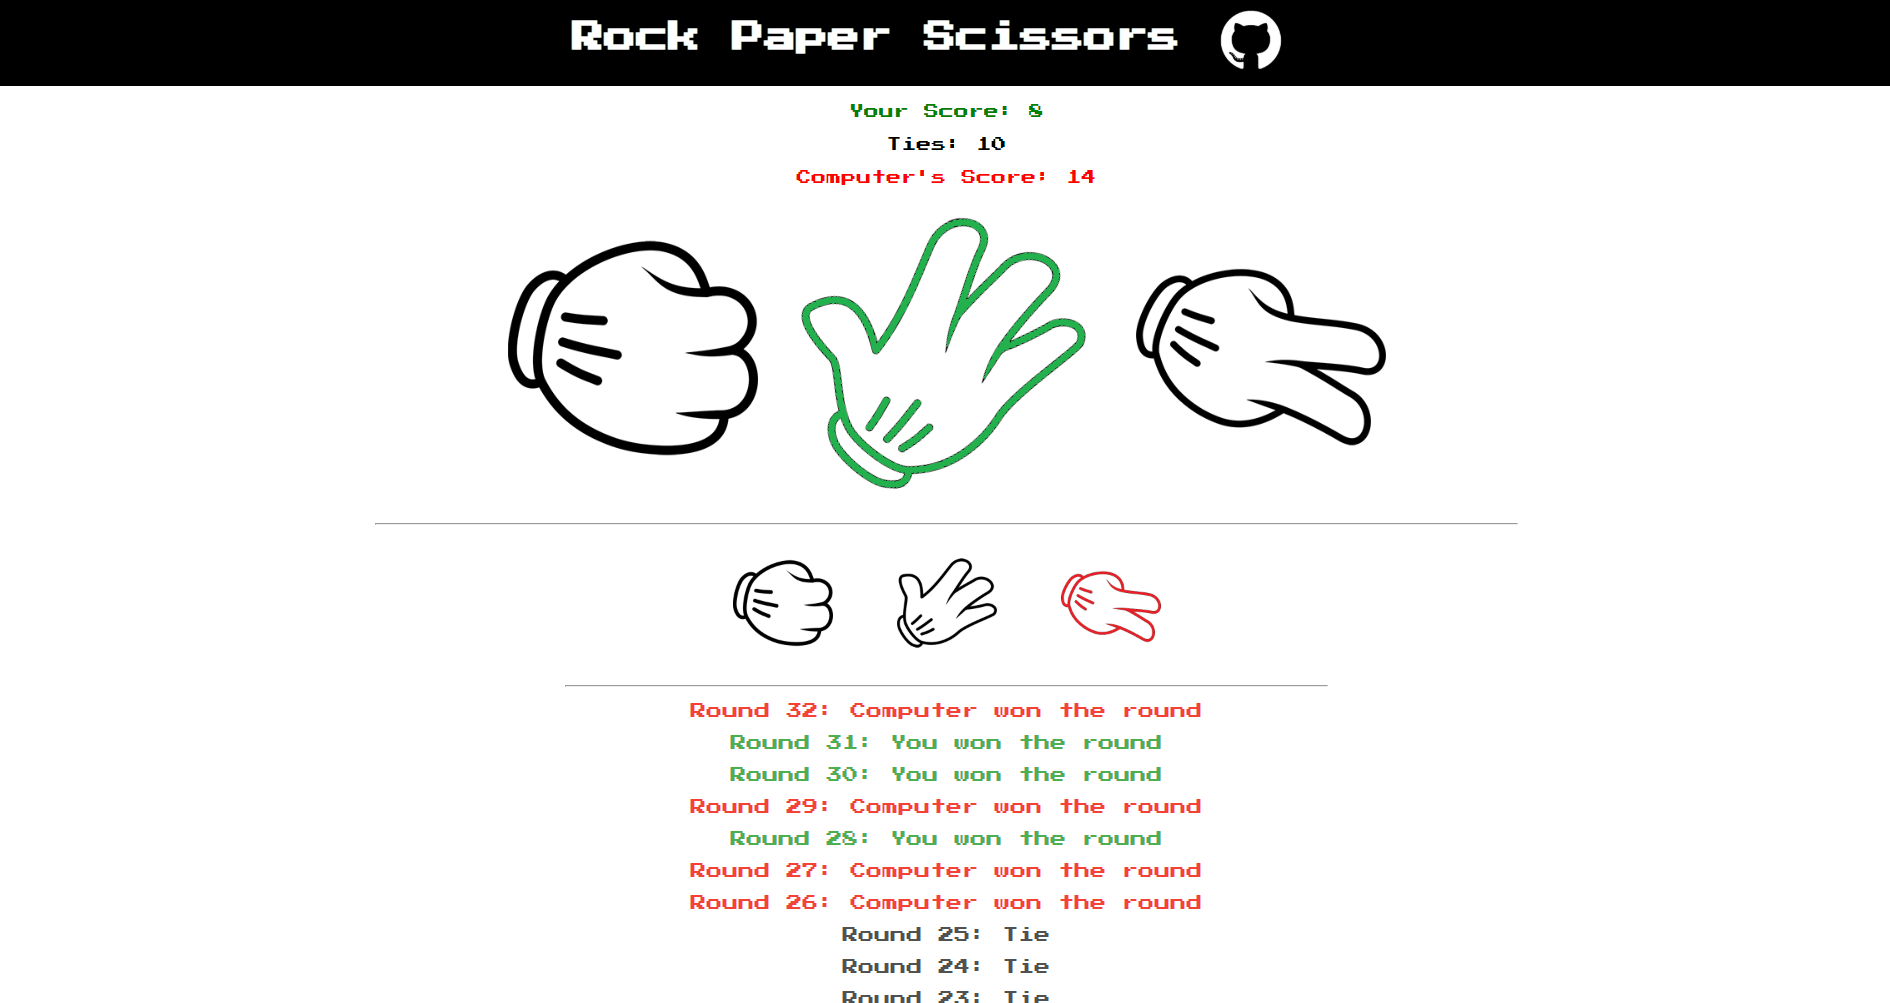 Rock Paper Scissors
Your Score: 8
Ties: 10
Computer's Score: 14
Round 32: Computer won the round
Round 31: You won the round
Round 30: You won the round
Round 29: Computer won the round
Round 28: You won the round
Round 27: Computer won the round
Round 26: Computer won the round
Round 25: Tie
Round 24: Tie
Round 23: Tie